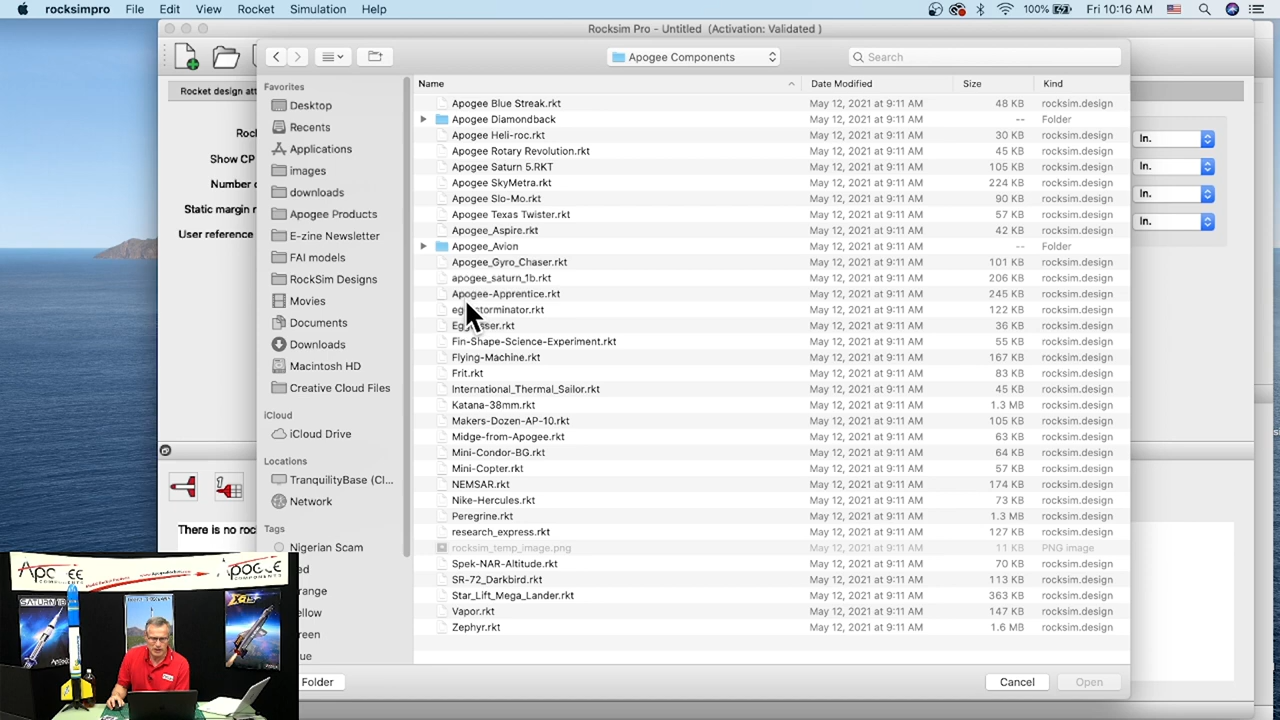 rocksimpro File Edit View Rocket Simulation Help 100% Fri 10:16 AM
Rocksim Pro - Untitled (Activation: Validated )
Apogee Components
Search
Rocket design att
Show CP
Static margin r
User reference
In.
In.
In.
In.
There is no roc
Favorites
Desktop
Recents
Applications
images
downloads
Apogee Products
E-zine Newsletter
FAI models
RockSim Designs
Movies
Documents
Downloads
Macintosh HD
Creative Cloud Files
iCloud
iCloud Drive
Locations
TranquilityBase (Cl...
Network
Tags
Nigerian Scam
Name Date Modified Size Kind
Apogee Blue Streak.rkt May 12, 2021 at 9:11 AM 48 KB rocksim.design
Apogee Diamondback May 12, 2021 at 9:11 AM -- Folder
Apogee Heli-roc.rkt May 12, 2021 at 9:11 AM 30 KB rocksim.design
Apogee Rotary Revolution.rkt May 12, 2021 at 9:11 AM 45 KB rocksim.design
Apogee Saturn 5.RKT May 12, 2021 at 9:11 AM 105 KB rocksim.design
Apogee SkyMetra.rkt May 12, 2021 at 9:11 AM 224 KB rocksim.design
Apogee Slo-Mo.rkt May 12, 2021 at 9:11 AM 90 KB rocksim.design
Apogee Texas Twister.rkt May 12, 2021 at 9:11 AM 57 KB rocksim.design
Apogee_Aspire.rkt May 12, 2021 at 9:11 AM 42 KB rocksim.design
Apogee_Avion May 12, 2021 at 9:11 AM -- Folder
Apogee_Gyro_Chaser.rkt May 12, 2021 at 9:11 AM 101 KB rocksim.design
apogee_saturn_1b.rkt May 12, 2021 at 9:11 AM 206 KB rocksim.design
Apogee-Apprentice.rkt May 12, 2021 at 9:11 AM 245 KB rocksim.design
May 12, 2021 at 9:11 AM 122 KB rocksim.design
May 12, 2021 at 9:11 AM 36 KB rocksim.design
Fin-Shape-Science-Experiment.rkt May 12, 2021 at 9:11 AM 55 KB rocksim.design
Flying-Machine.rkt May 12, 2021 at 9:11 AM 167 KB rocksim.design
Frit.rkt May 12, 2021 at 9:11 AM 83 KB rocksim.design
International_Thermal_Sailor.rkt May 12, 2021 at 9:11 AM 45 KB rocksim.design
Katana-38mm.rkt May 12, 2021 at 9:11 AM 1.3 MB rocksim.design
Makers-Dozen-AP-10.rkt May 12, 2021 at 9:11 AM 105 KB rocksim.design
Midge-from-Apogee.rkt May 12, 2021 at 9:11 AM 63 KB rocksim.design
Mini-Condor-BG.rkt May 12, 2021 at 9:11 AM 64 KB rocksim.design
Mini-Copter.rkt May 12, 2021 at 9:11 AM 57 KB rocksim.design
NEMSAR.rkt May 12, 2021 at 9:11 AM 174 KB rocksim.design
Nike-Hercules.rkt May 12, 2021 at 9:11 AM 73 KB rocksim.design
Peregrine.rkt May 12, 2021 at 9:11 AM 1.3 MB rocksim.design
research_express.rkt May 12, 2021 at 9:11 AM 127 KB rocksim.design
rocksim_temp_image.png May 12, 2021 at 9:11 AM 11 KB PNG image
Spek-NAR-Altitude.rkt May 12, 2021 at 9:11 AM 70 KB rocksim.design
SR-72_Darkbird.rkt May 12, 2021 at 9:11 AM 113 KB rocksim.design
Star_Lift_Mega_Lander.rkt May 12, 2021 at 9:11 AM 363 KB rocksim.design
Vapor.rkt May 12, 2021 at 9:11 AM 147 KB rocksim.design
Zephyr.rkt May 12, 2021 at 9:11 AM 1.6 MB rocksim.design
Folder Cancel Open
SATURN 1B